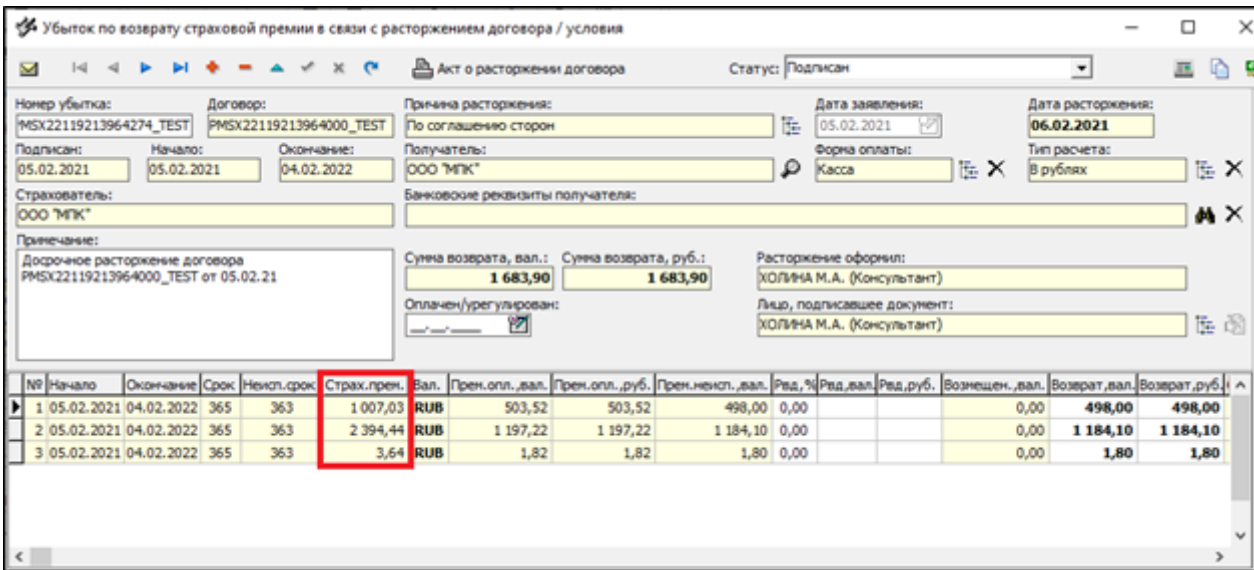 Убыток по возврату страховой премии в связи с расторжением договора / условия
Акт о расторжении договора Статус: Подписан
Номер убытка: Договор: Причина расторжения: Дата заявления: Дата расторжения:
MSX22119213964274_TEST PMSX22119213964000_TEST По соглашению сторон 05.02.2021 06.02.2021
Подписан: Начало: Окончание: Получатель: Форма оплаты: Тип расчета:
05.02.2021 05.02.2021 04.02.2022 ООО "МПК" Касса В рублях
Страхователь: Банковские реквизиты получателя:
ООО "МПК"
Примечание:
Досрочное расторжение договора
PMSX22119213964000_TEST от 05.02.21
Сумма возврата, вал.: Сумма возврата, руб.: Расторжение оформил:
1 683,90 1 683,90 ХОЛИНА М.А. (Консультант)
Оплачен/урегулирован: Лицо, подписавшее документ:
__.__.____ ХОЛИНА М.А. (Консультант)
№ Начало Окончание Срок Неисп.срок Страх.прен. Вал. Прен.опл.,вал. Прен.опл.,руб. Прен.неисп.,вал. Рвд,% Рвд,вал. Рвд,руб. Возмещен.,вал. Возврат,вал. Возврат,руб.
1 05.02.2021 04.02.2022 365 363 1 007,03 RUB 503,52 503,52 498,00 0,00 0,00 498,00 498,00
2 05.02.2021 04.02.2022 365 363 2 394,44 RUB 1 197,22 1 197,22 1 184,10 0,00 0,00 1 184,10 1 184,10
3 05.02.2021 04.02.2022 365 363 3,64 RUB 1,82 1,82 1,80 0,00 0,00 1,80 1,80